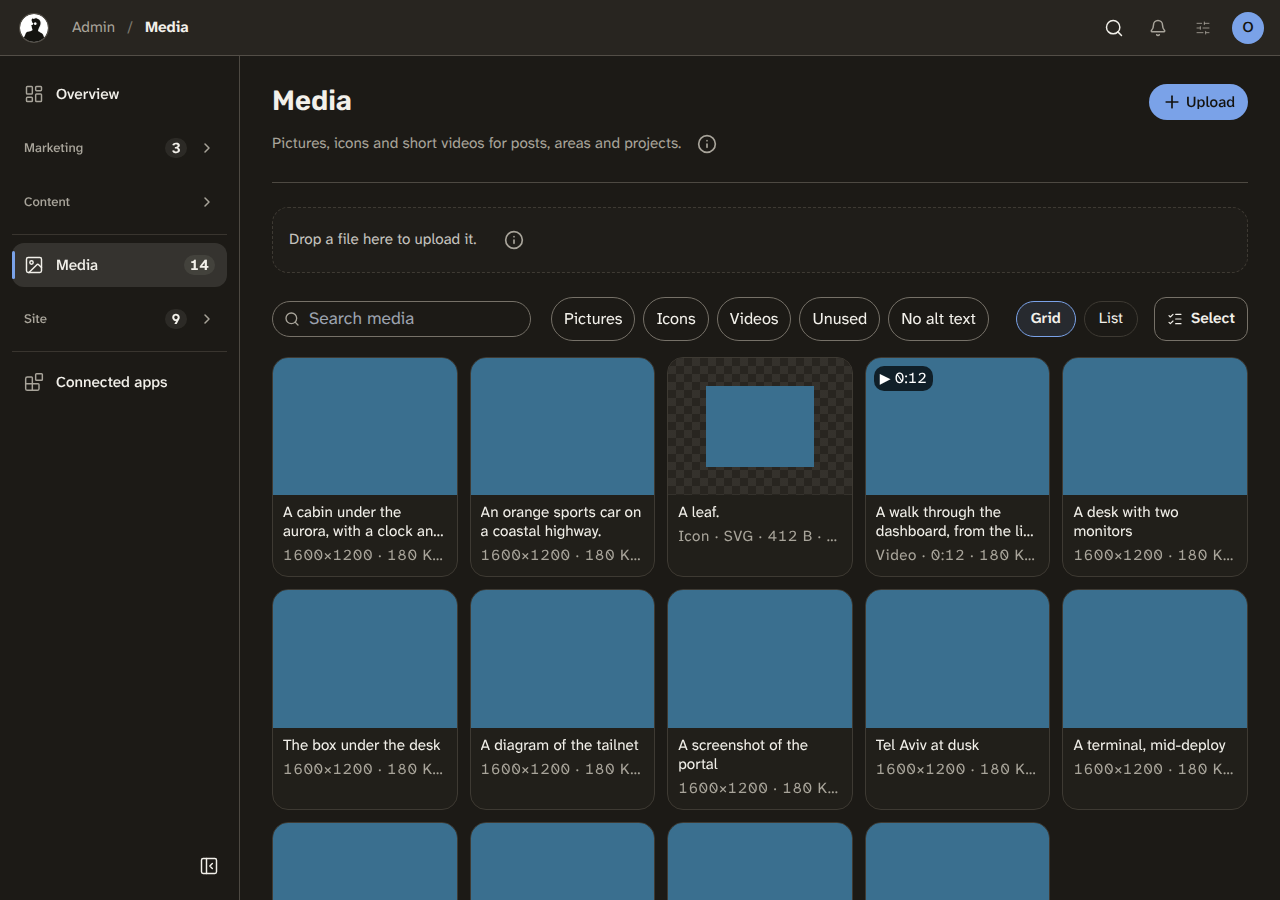 Admin / Media
O
Overview
Marketing 3
Content
Media 14
Site 9
Connected apps
Media
Upload
Pictures, icons and short videos for posts, areas and projects.
Drop a file here to upload it.
Search media
Pictures
Icons
Videos
Unused
No alt text
Grid
List
Select
A cabin under the
aurora, with a clock an…
1600×1200 · 180 K…
An orange sports car on
a coastal highway.
1600×1200 · 180 K…
A leaf.
Icon · SVG · 412 B · …
▶ 0:12
A walk through the
dashboard, from the li…
Video · 0:12 · 180 K…
A desk with two
monitors
1600×1200 · 180 K…
The box under the desk
1600×1200 · 180 K…
A diagram of the tailnet
1600×1200 · 180 K…
A screenshot of the
portal
1600×1200 · 180 K…
Tel Aviv at dusk
1600×1200 · 180 K…
A terminal, mid-deploy
1600×1200 · 180 K…